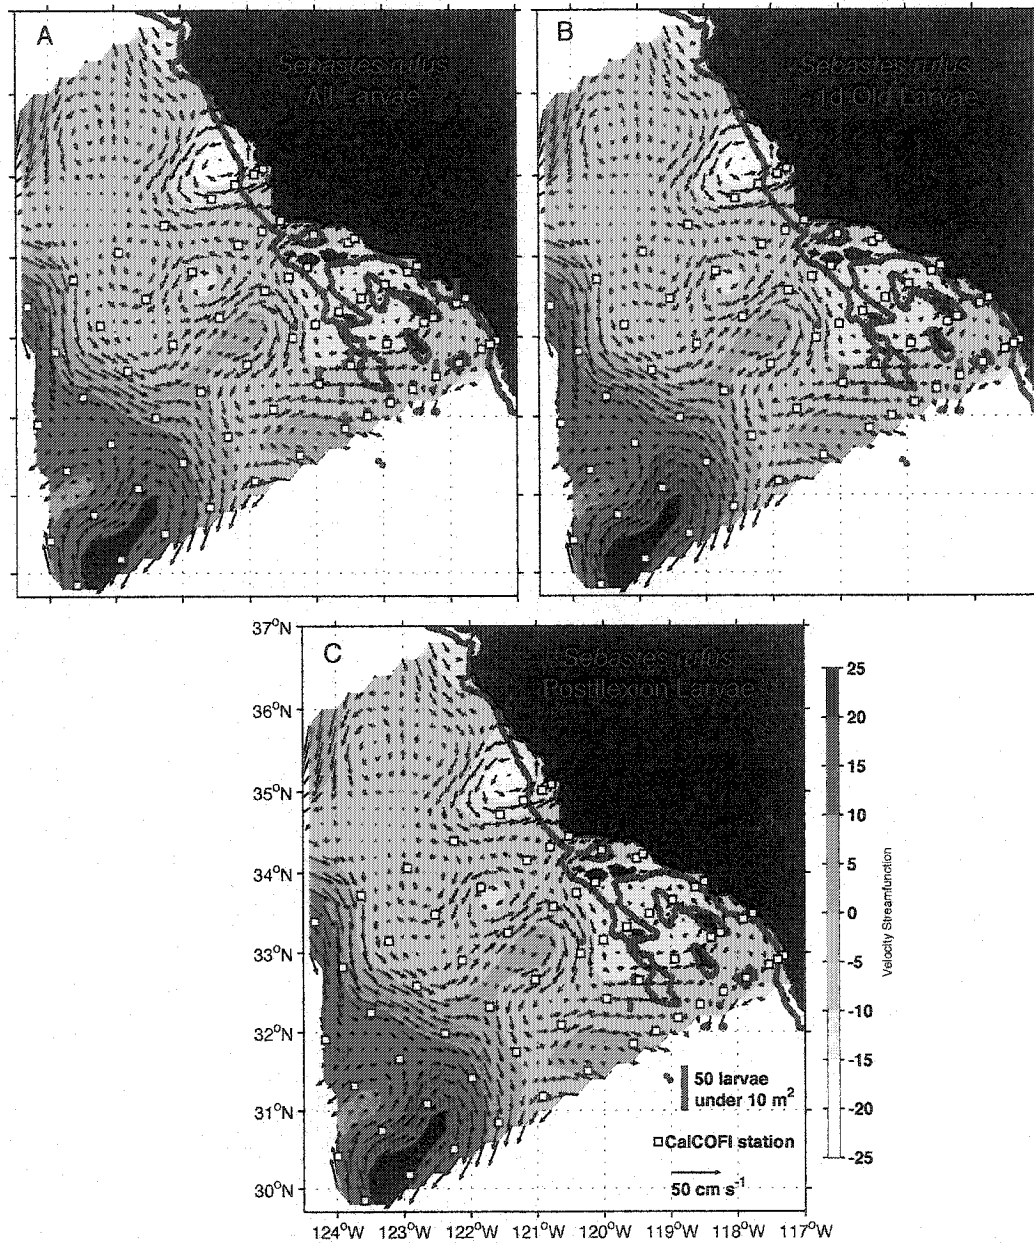 A
Sebastes rufus
All Larvae
B
Sebastes rufus
-1d Old Larvae
C
Sebastes rufus
Postflexion Larvae
37°N
36°N
35°N
34°N
33°N
32°N
31°N
30°N
124°W 123°W 122°W 121°W 120°W 119°W 118°W 117°W
50 larvae
under 10 m²
CalCOFI station
50 cm s⁻¹
25
20
15
10
5
0
-5
-10
-15
-20
-25
Velocity Streamfunction